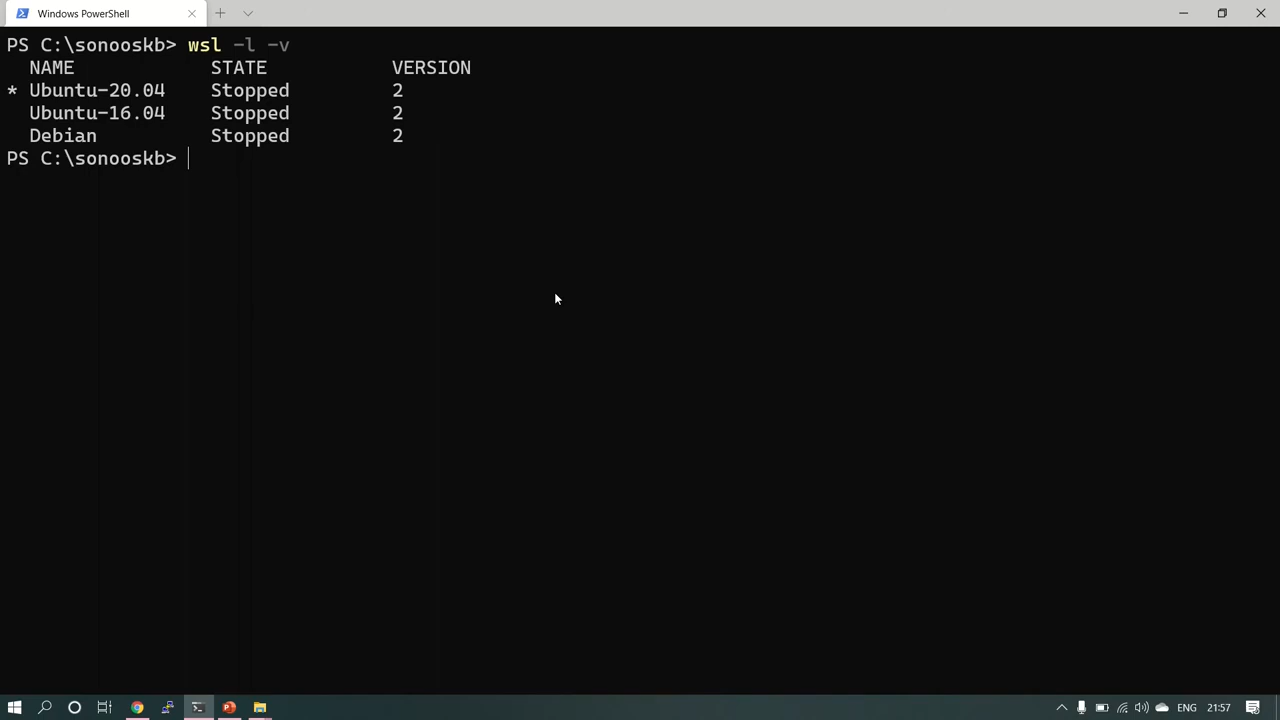 Windows PowerShell
PS C:\sonooskb> wsl -l -v
  NAME            STATE           VERSION
* Ubuntu-20.04    Stopped         2
  Ubuntu-16.04    Stopped         2
  Debian          Stopped         2
PS C:\sonooskb>
ENG 21:57